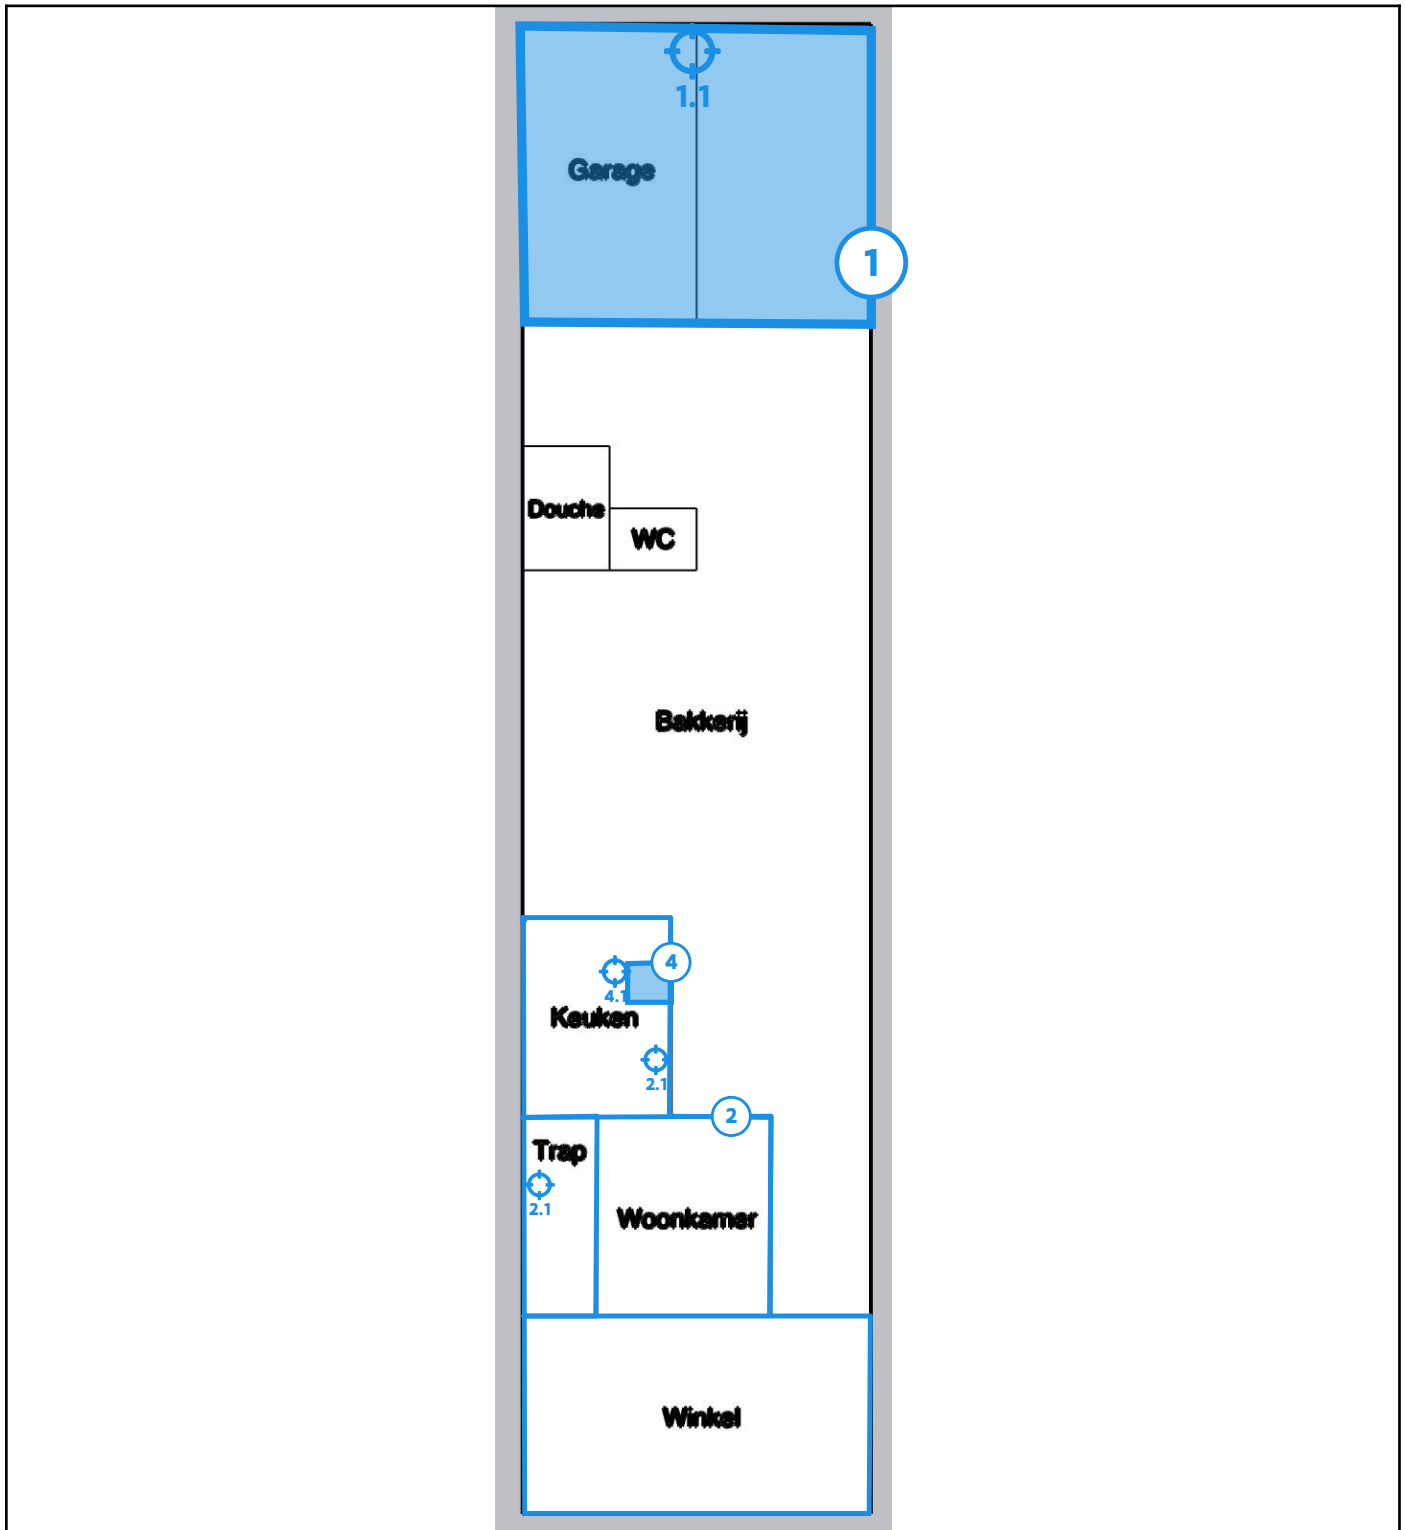 1.1
Garage
1
Douche
WC
Bakkerij
4
4.1
Keuken
2.1
2
Trap
2.1
Woonkamer
Winkel